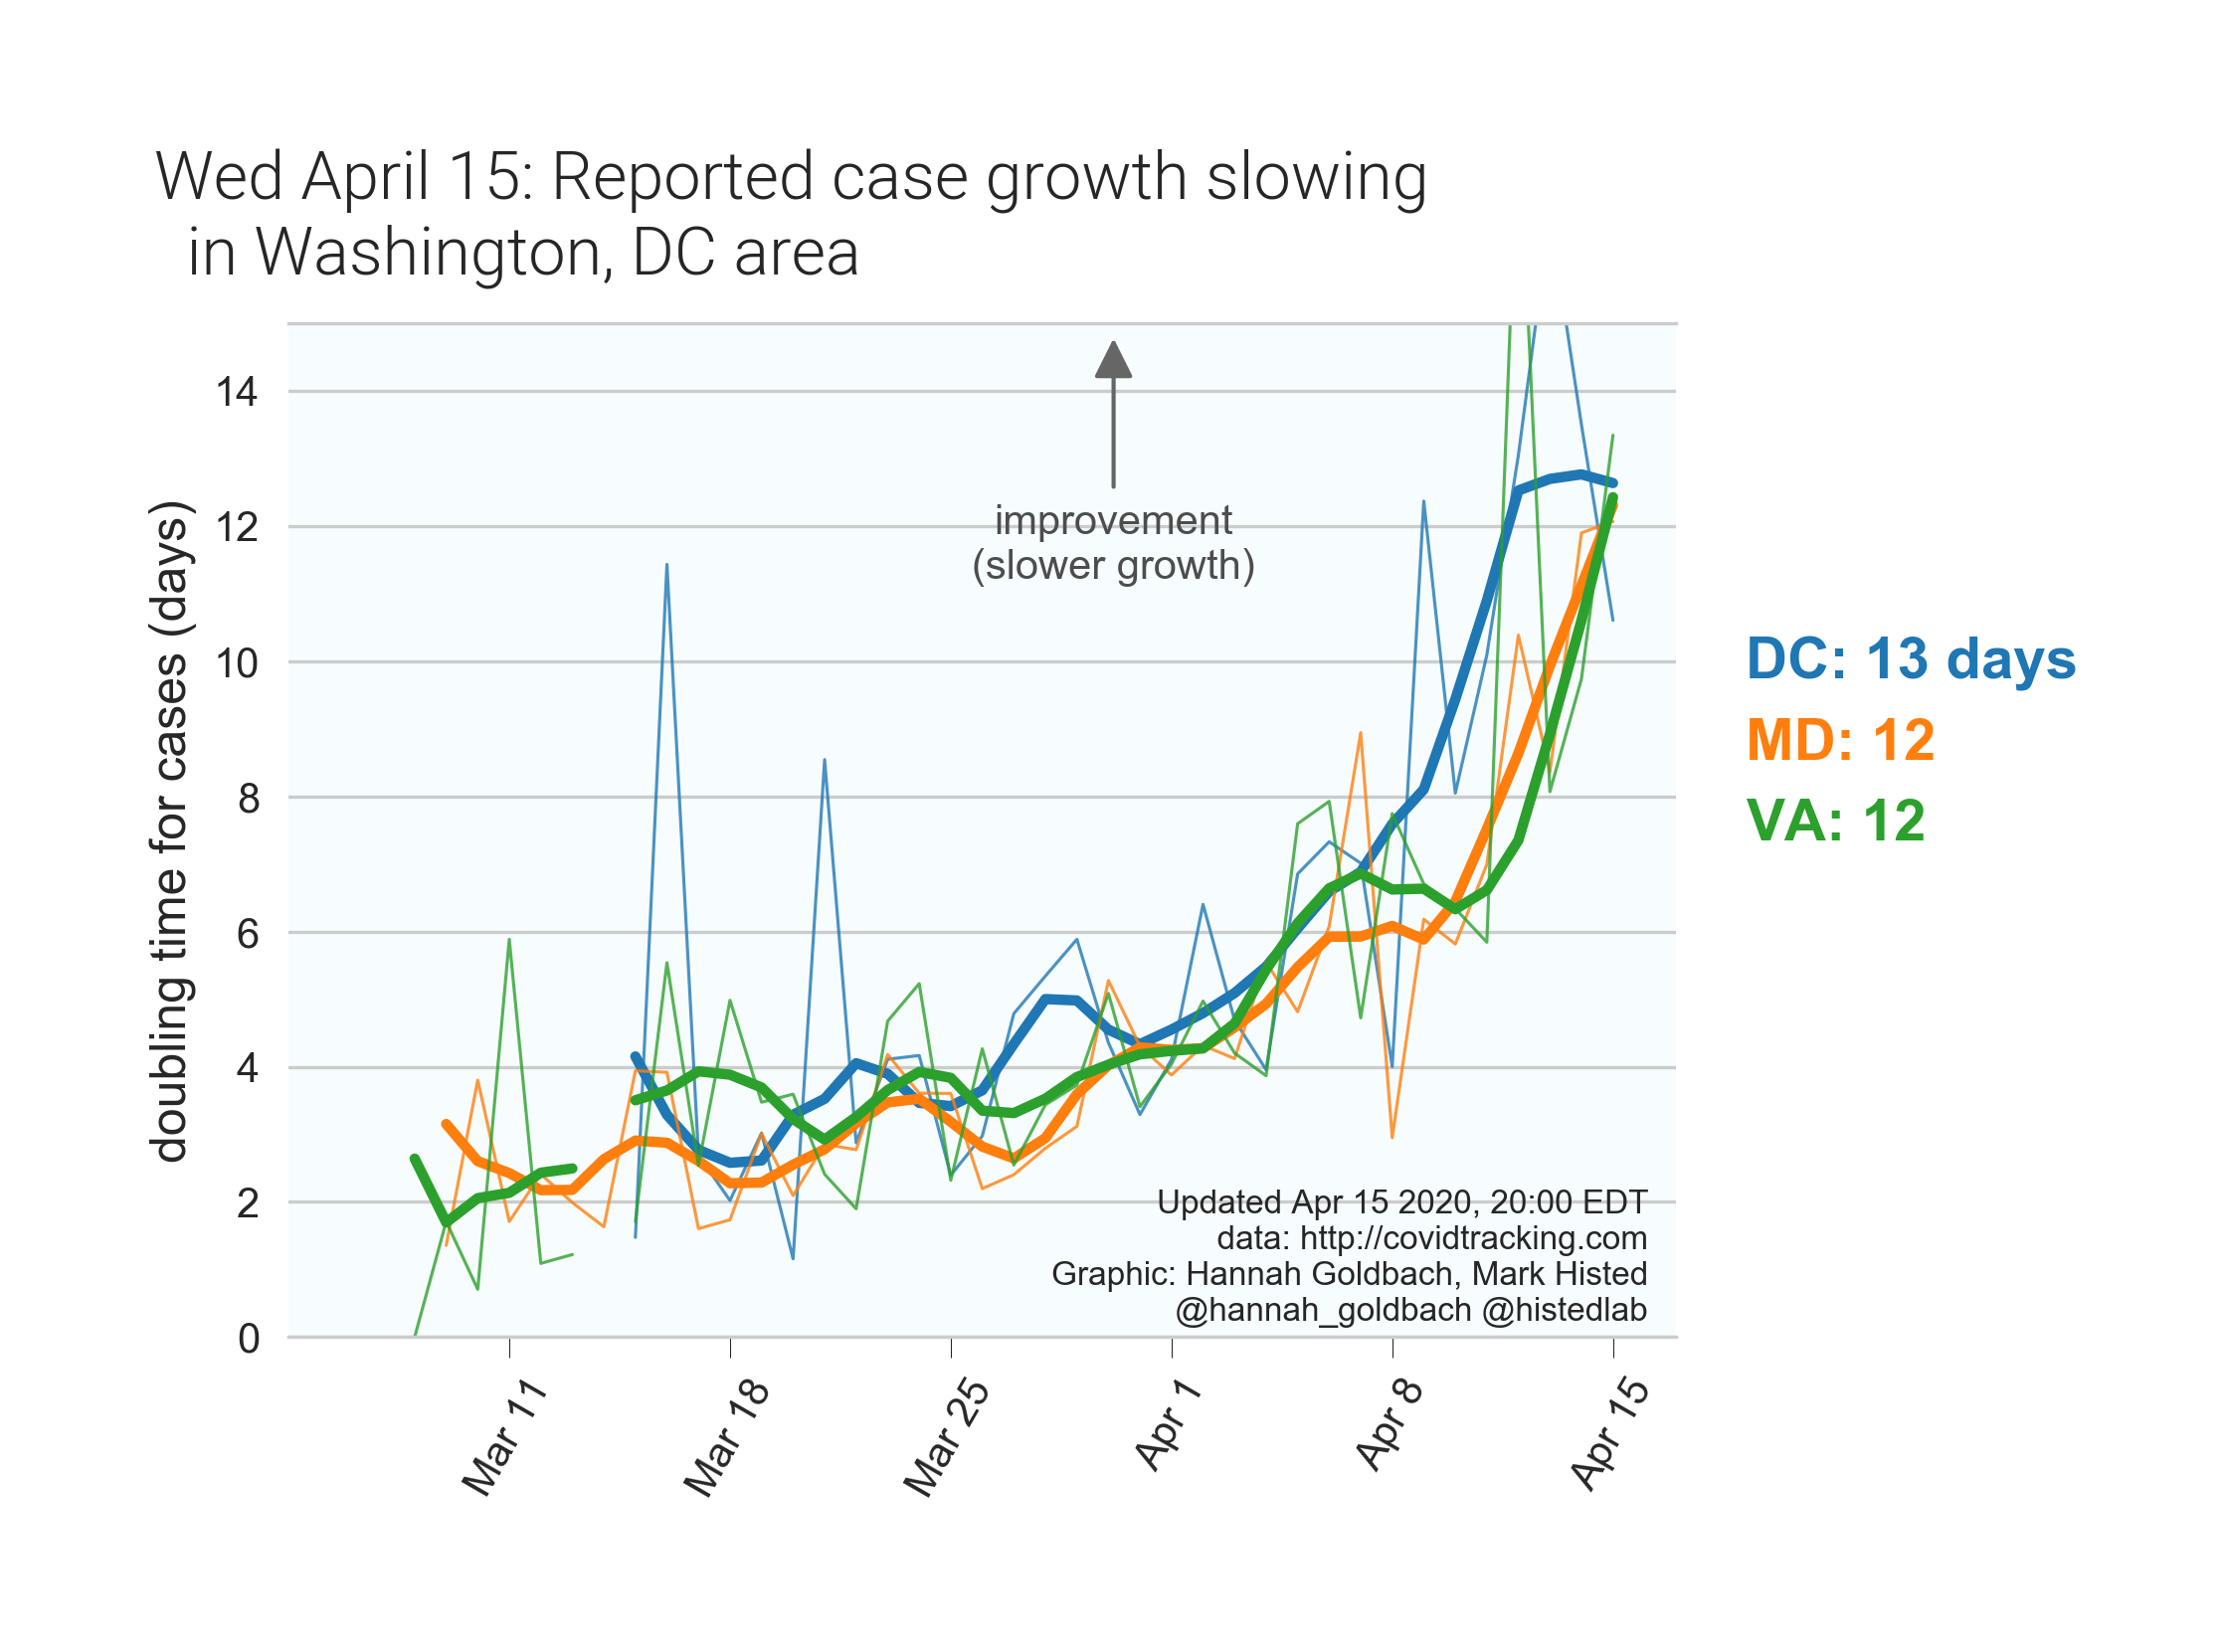 Wed April 15: Reported case growth slowing
in Washington, DC area
14
12
10
8
6
4
2
0
doubling time for cases (days)
improvement
(slower growth)
DC: 13 days
MD: 12
VA: 12
Updated Apr 15 2020, 20:00 EDT
data: http://covidtracking.com
Graphic: Hannah Goldbach, Mark Histed
@hannah_goldbach @histedlab
Mar 11
Mar 18
Mar 25
Apr 1
Apr 8
Apr 15